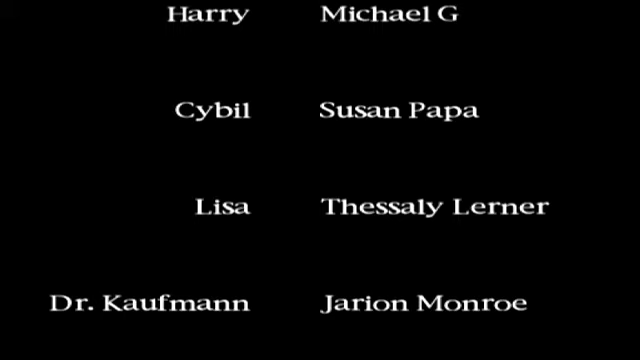 Harry Michael G
Cybil Susan Papa
Lisa Thessaly Lerner
Dr. Kaufmann Jarion Monroe